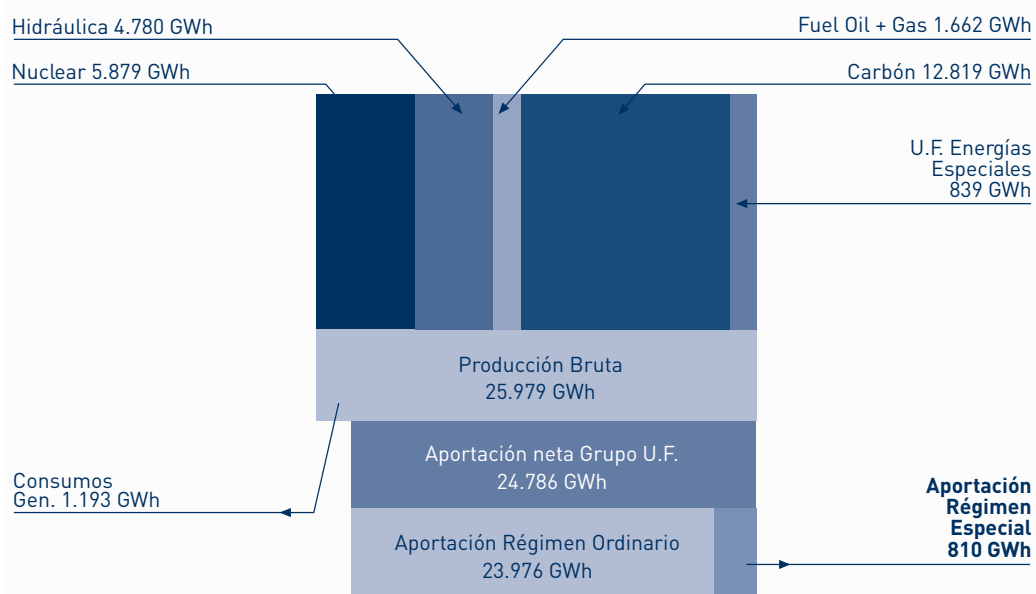 Hidráulica 4.780 GWh
Fuel Oil + Gas 1.662 GWh
Nuclear 5.879 GWh
Carbón 12.819 GWh
U.F. Energías
Especiales
839 GWh
Producción Bruta
25.979 GWh
Aportación neta Grupo U.F.
24.786 GWh
Consumos
Gen. 1.193 GWh
Aportación
Régimen
Especial
810 GWh
Aportación Régimen Ordinario
23.976 GWh